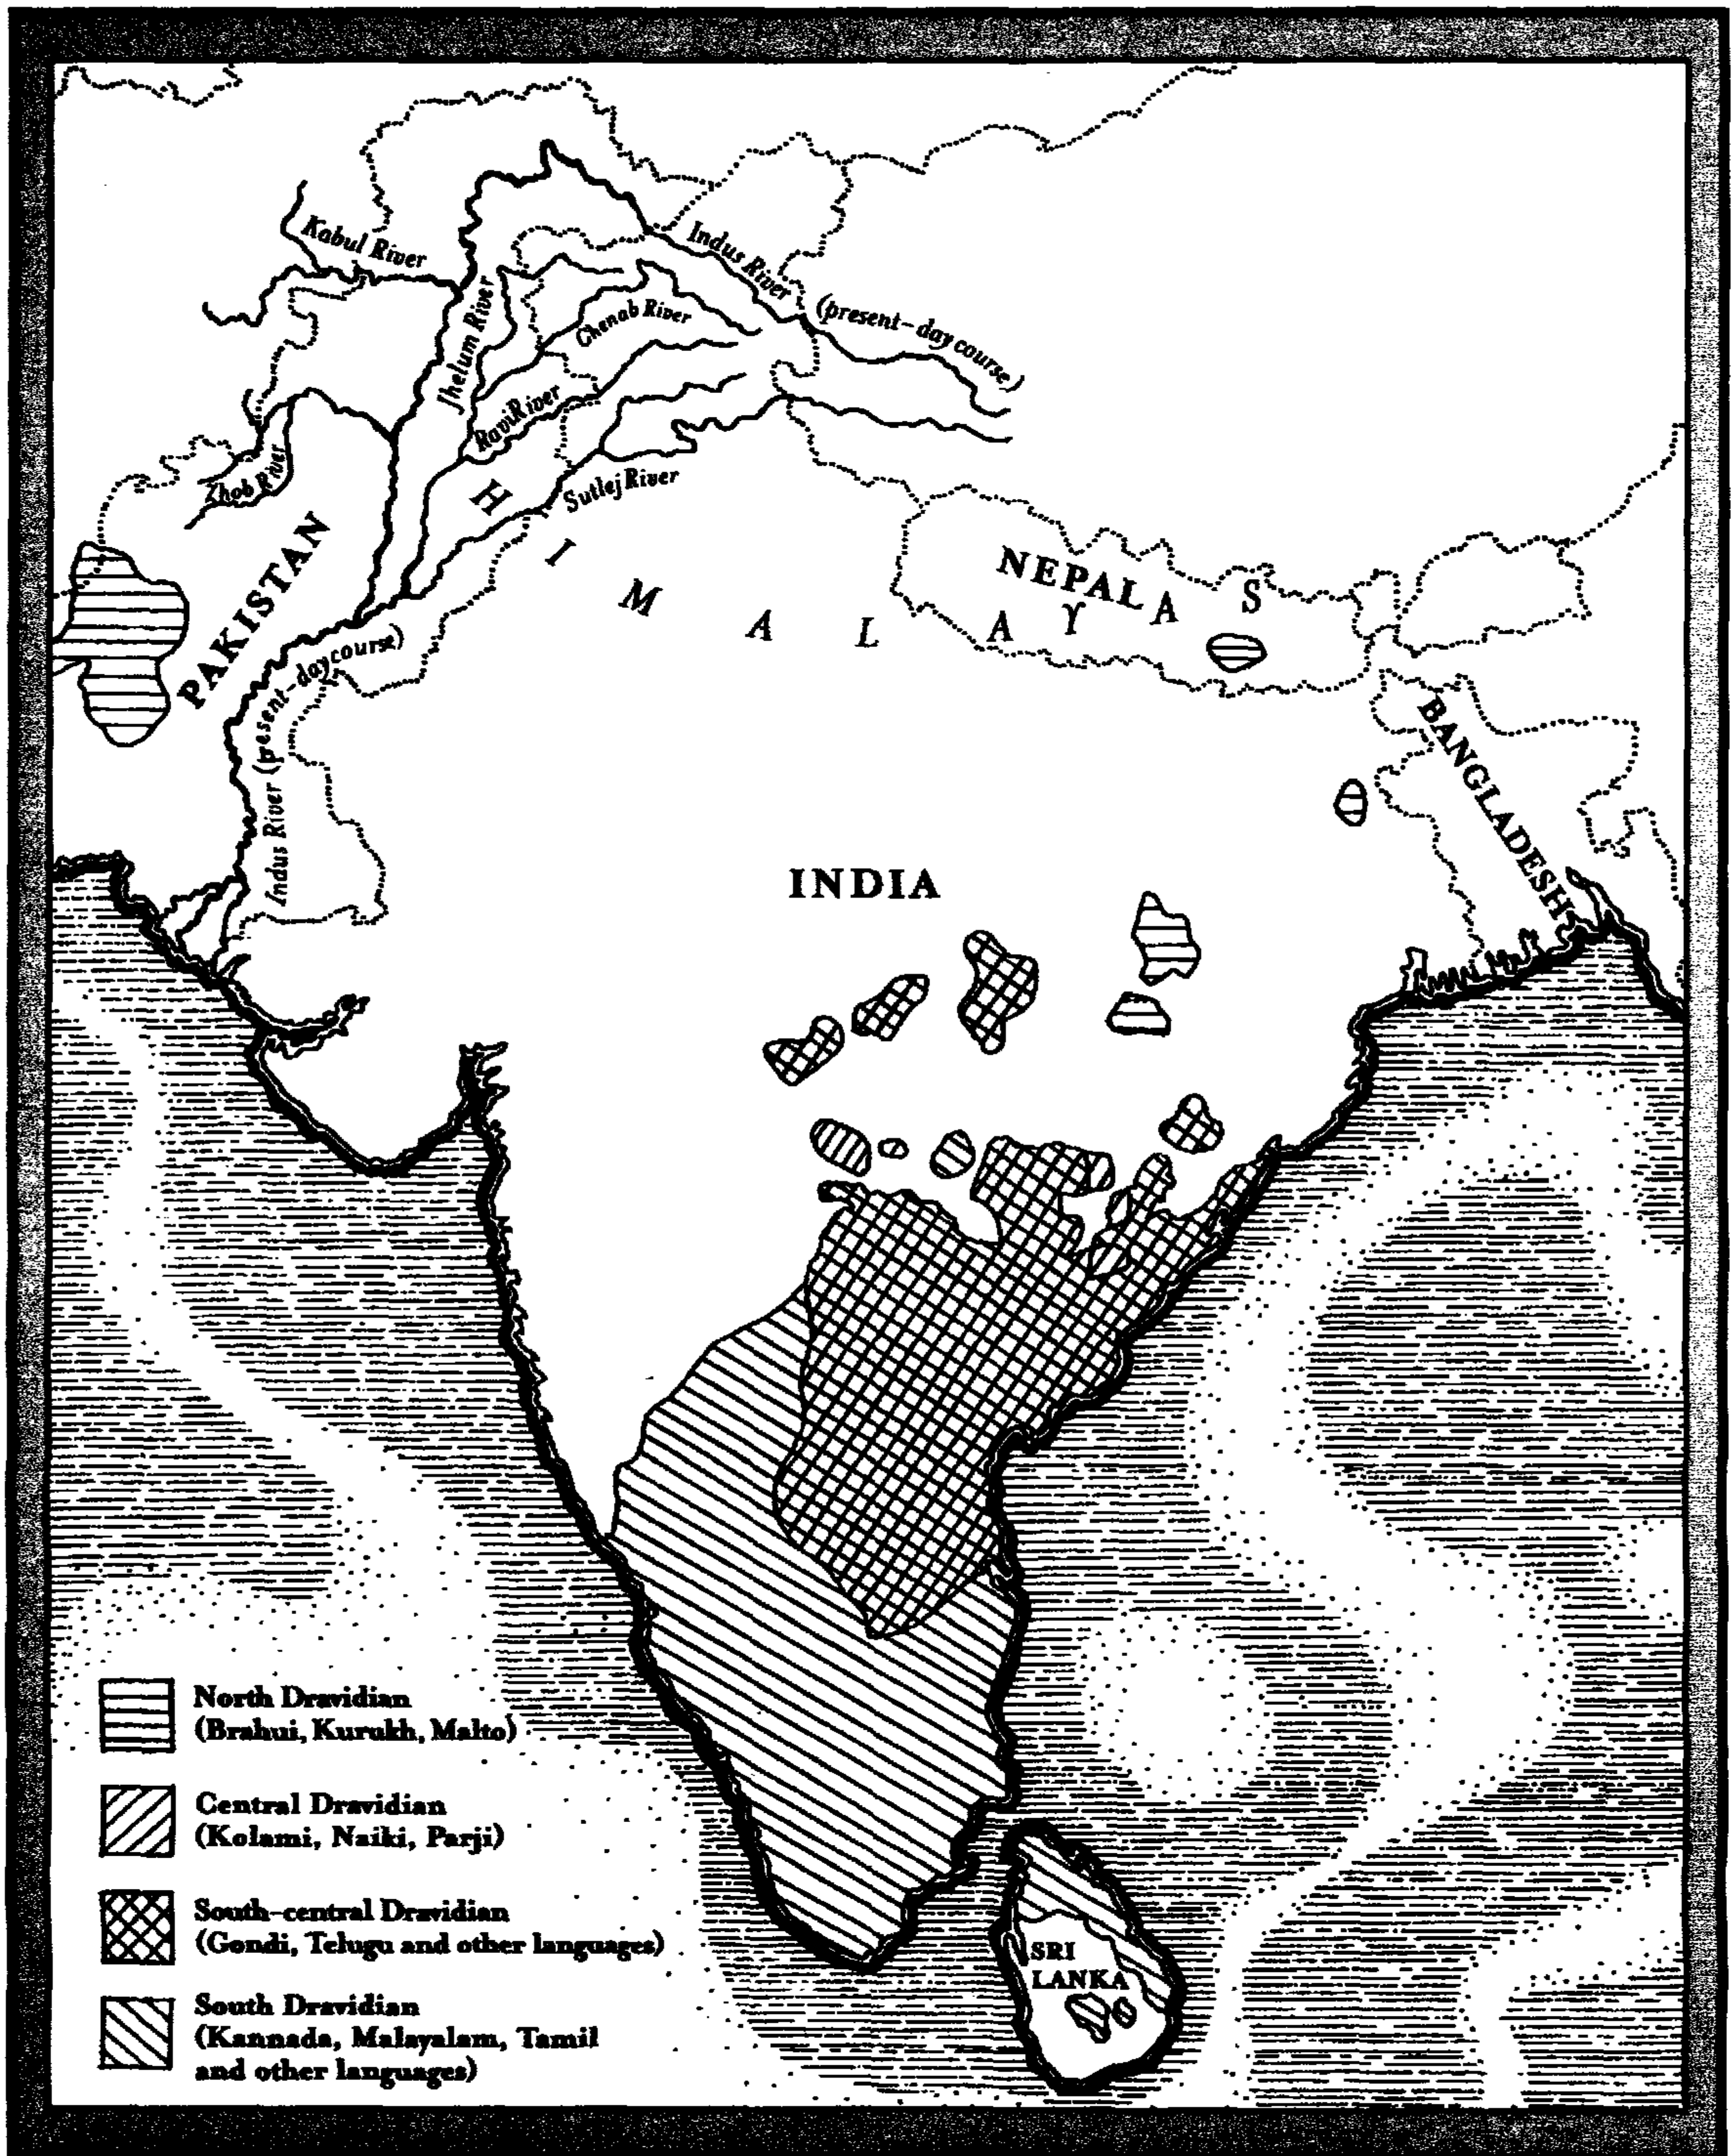 Kabul River
Indus River
(present-day course)
Jhelum River
Chenab River
Ravi River
Zhob River
Sutlej River
HIMALAYAS
NEPAL
PAKISTAN
Indus River (present-day course)
BANGLADESH
INDIA
North Dravidian
(Brahui, Kurukh, Malto)
Central Dravidian
(Kolami, Naiki, Parji)
South-central Dravidian
(Gondi, Telugu and other languages)
South Dravidian
(Kannada, Malayalam, Tamil
and other languages)
SRI
LANKA